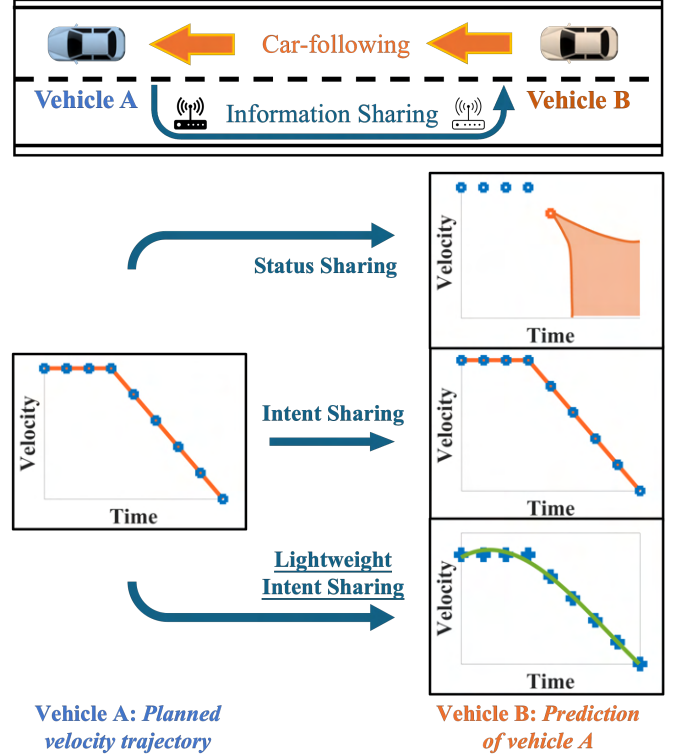 Car-following
Vehicle A
Information Sharing
Vehicle B
Velocity
Time
Status Sharing
Velocity
Time
Intent Sharing
Velocity
Time
Lightweight
Intent Sharing
Velocity
Time
Vehicle A: Planned
velocity trajectory
Vehicle B: Prediction
of vehicle A